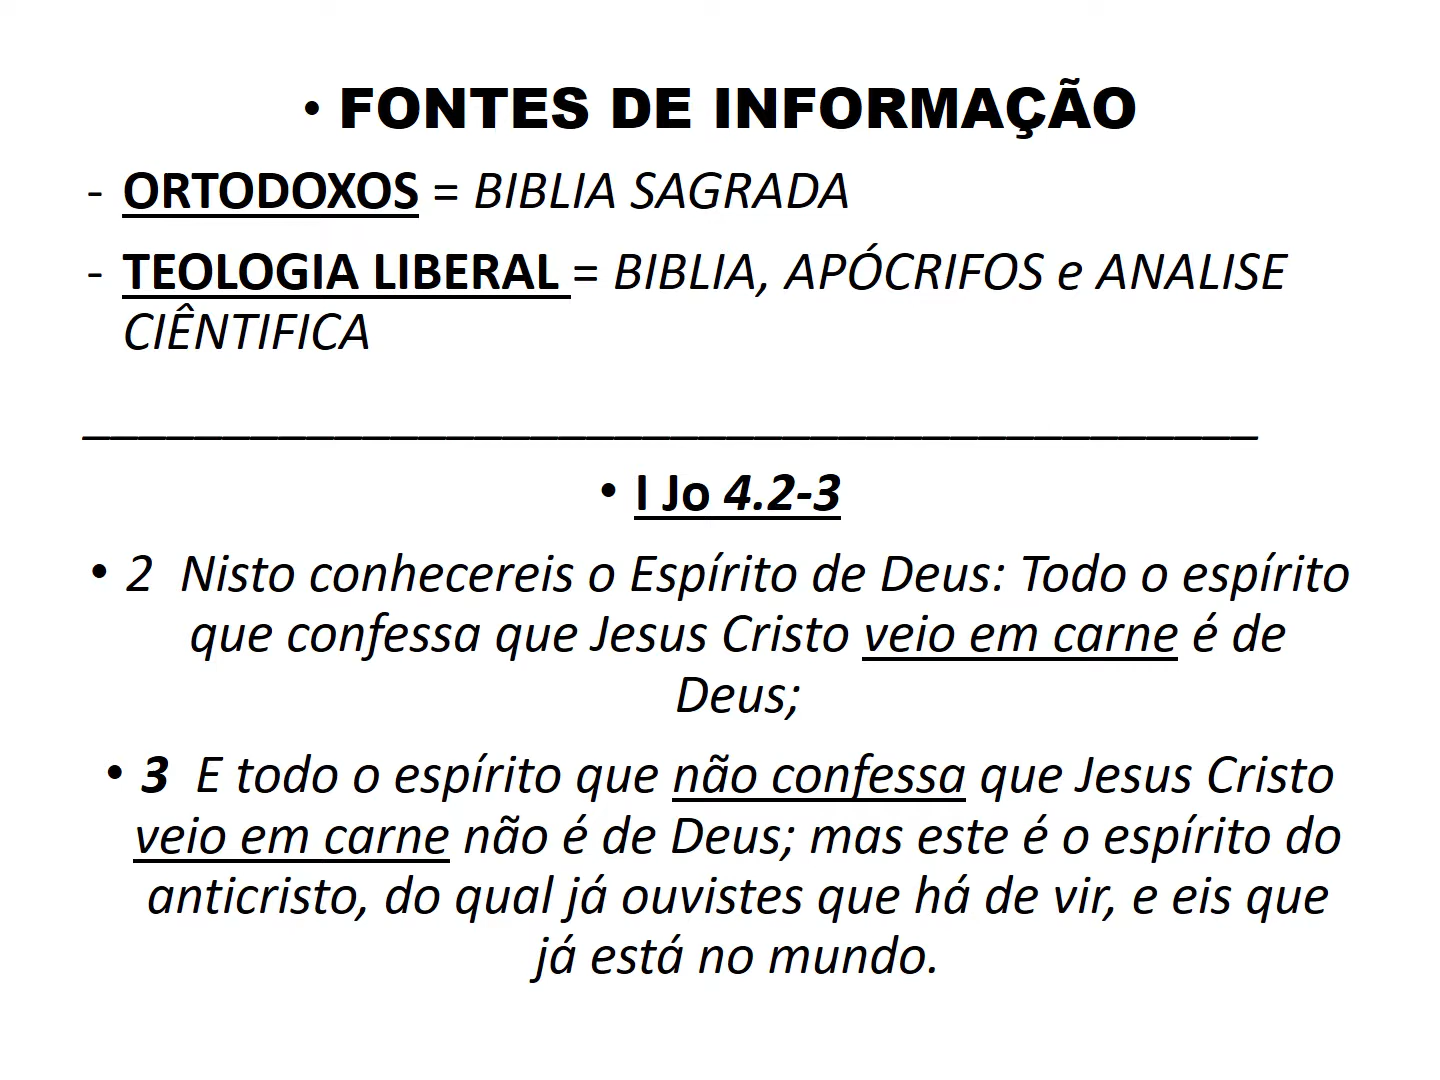 • FONTES DE INFORMAÇÃO
- ORTODOXOS = BIBLIA SAGRADA
- TEOLOGIA LIBERAL = BIBLIA, APÓCRIFOS e ANALISE
CIÊNTIFICA
__________________________________________
• I Jo 4.2-3
• 2 Nisto conhecereis o Espírito de Deus: Todo o espírito
que confessa que Jesus Cristo veio em carne é de
Deus;
• 3 E todo o espírito que não confessa que Jesus Cristo
veio em carne não é de Deus; mas este é o espírito do
anticristo, do qual já ouvistes que há de vir, e eis que
já está no mundo.